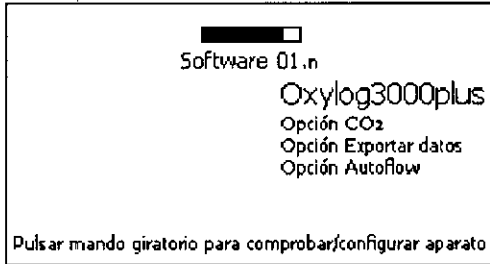 Software 01.n
Oxylog3000plus
Opción CO₂
Opción Exportar datos
Opción Autoflow
Pulsar mando giratorio para comprobar/configurar aparato